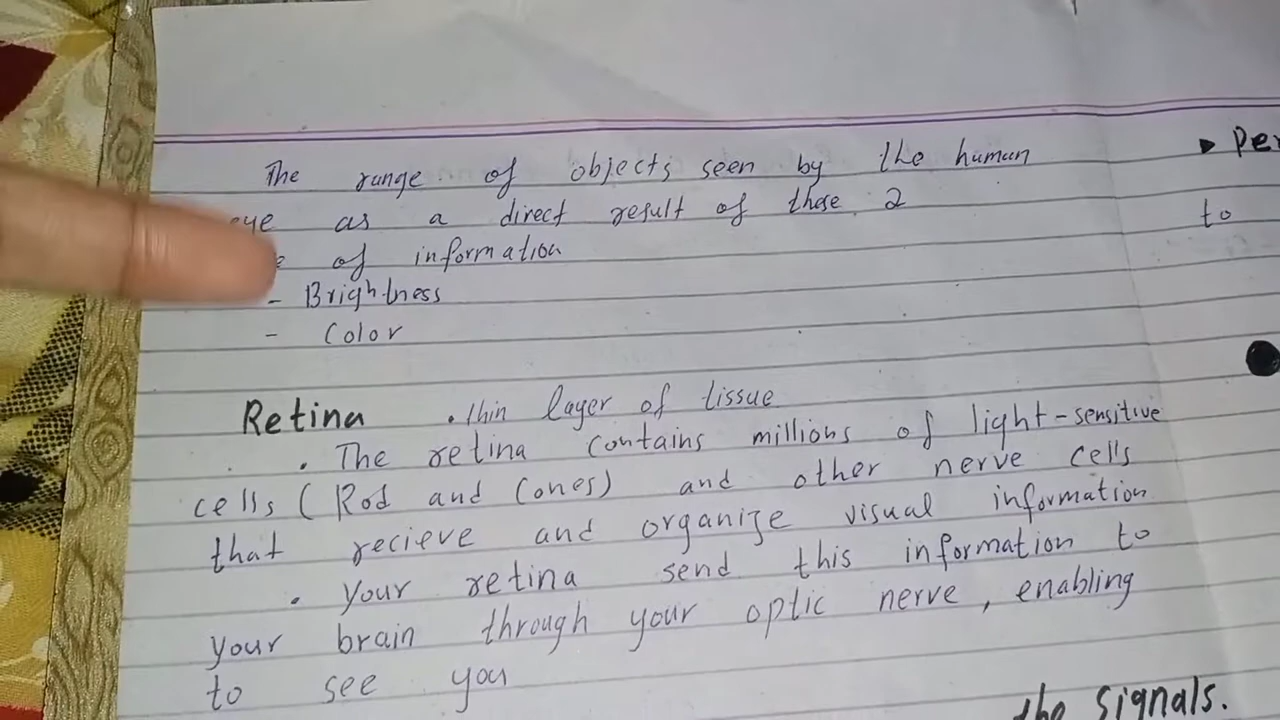 The range of objects seen by the human
eye as a direct result of these 2
of information
- Brightness
- Color
Retina . thin layer of tissue
. The retina contains millions of light-sensitive
cells (Rod and Cones) and other nerve cells
that recieve and organize visual information
. Your retina send this information to
your brain through your optic nerve, enabling
to see you
▶ Per
to
the signals.